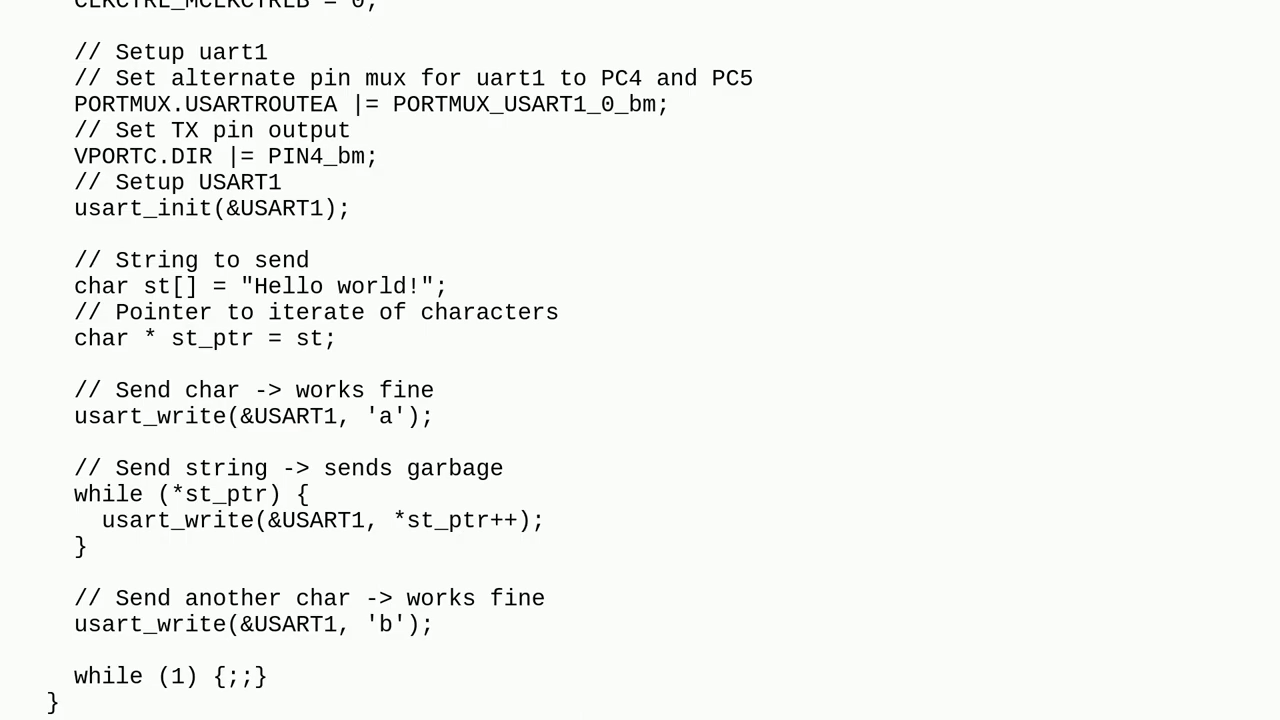 CLKCTRL_MCLKCTRLB = 0;
// Setup uart1
// Set alternate pin mux for uart1 to PC4 and PC5
PORTMUX.USARTROUTEA |= PORTMUX_USART1_0_bm;
// Set TX pin output
VPORTC.DIR |= PIN4_bm;
// Setup USART1
usart_init(&USART1);
// String to send
char st[] = "Hello world!";
// Pointer to iterate of characters
char * st_ptr = st;
// Send char -> works fine
usart_write(&USART1, 'a');
// Send string -> sends garbage
while (*st_ptr) {
usart_write(&USART1, *st_ptr++);
}
// Send another char -> works fine
usart_write(&USART1, 'b');
while (1) {;;}
}